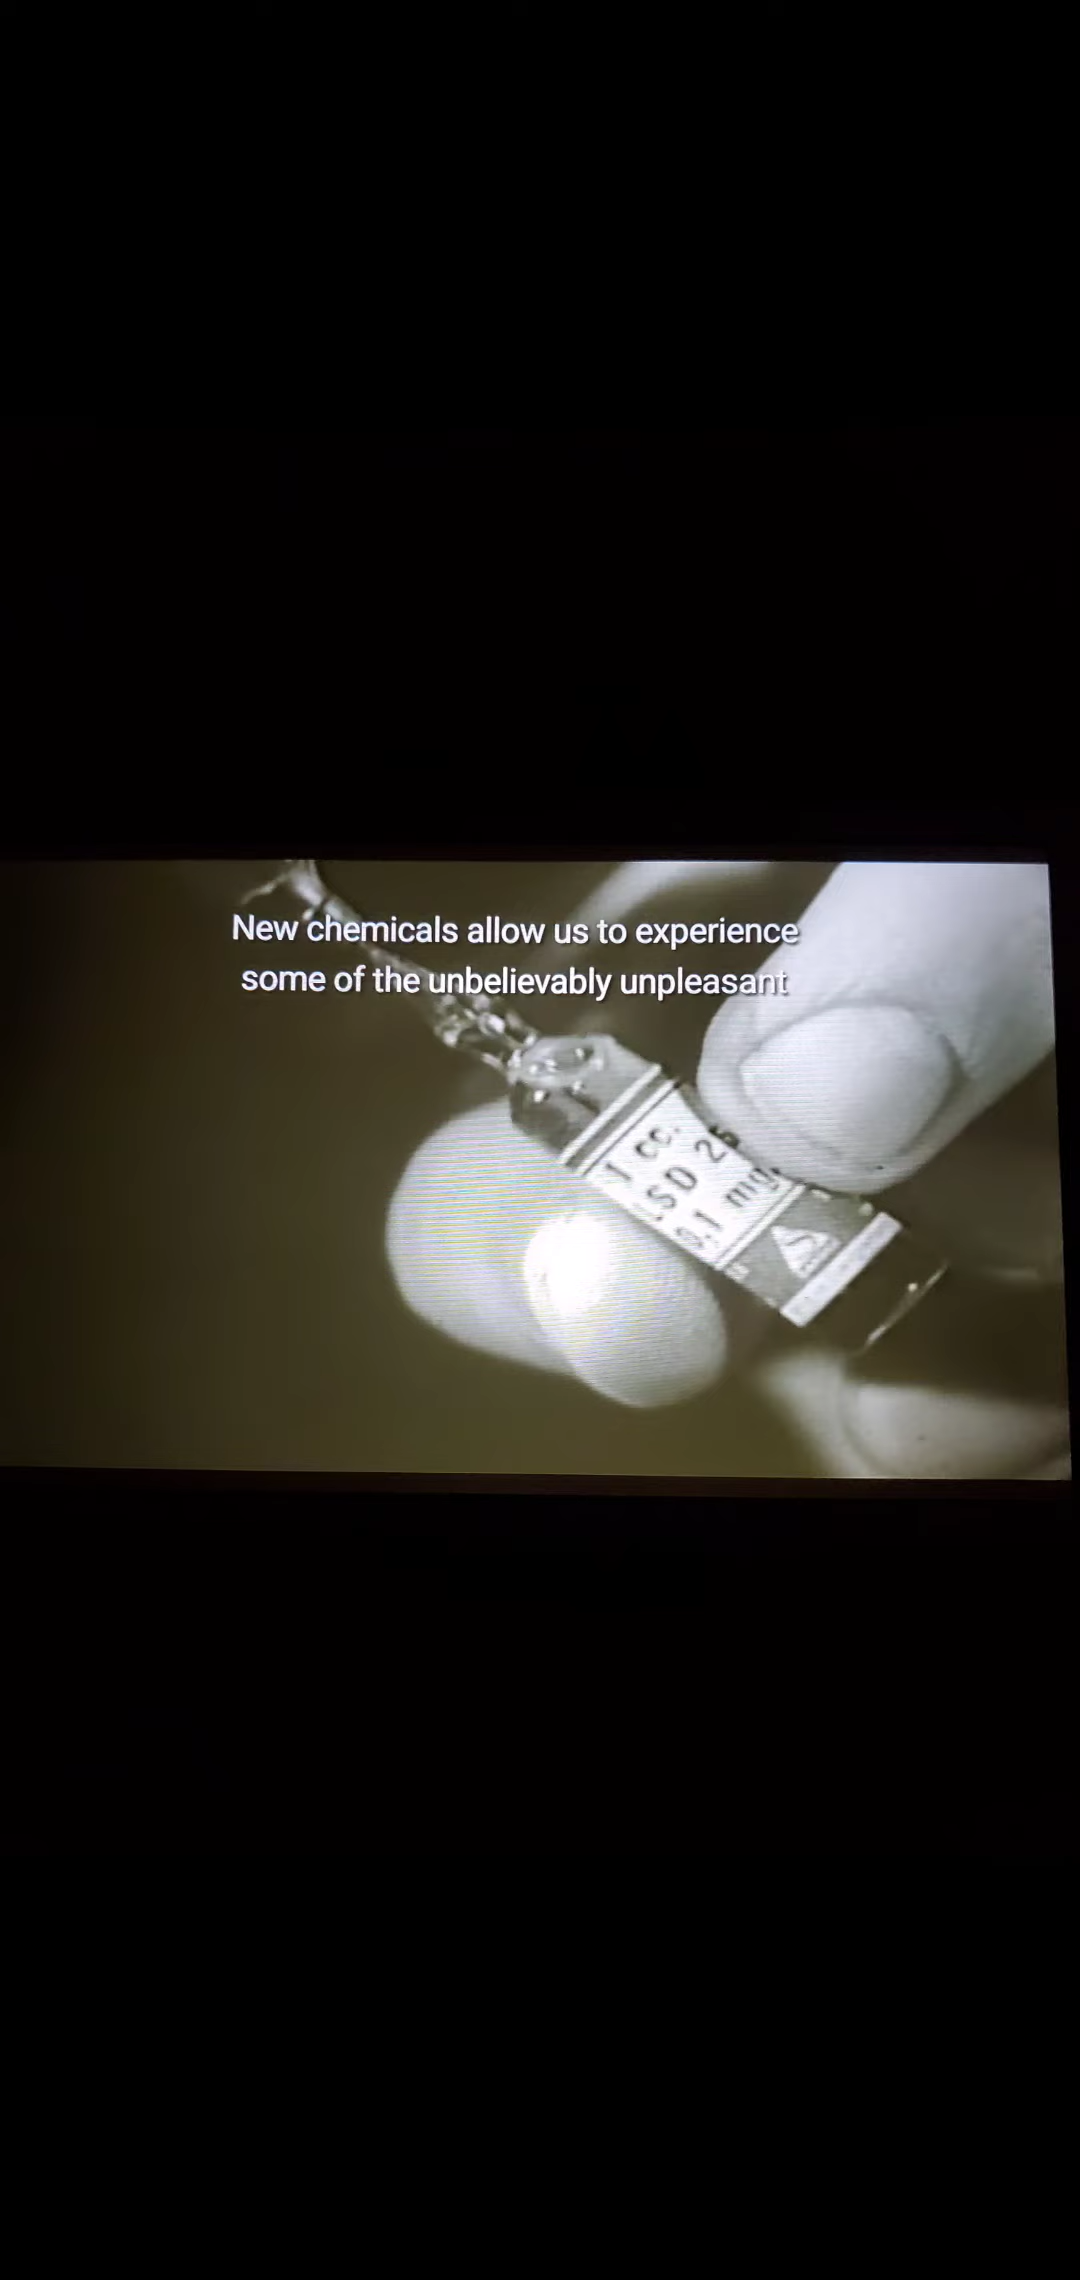 New chemicals allow us to experience
some of the unbelievably unpleasant
1 cc.
LSD 25
0.1 mg.